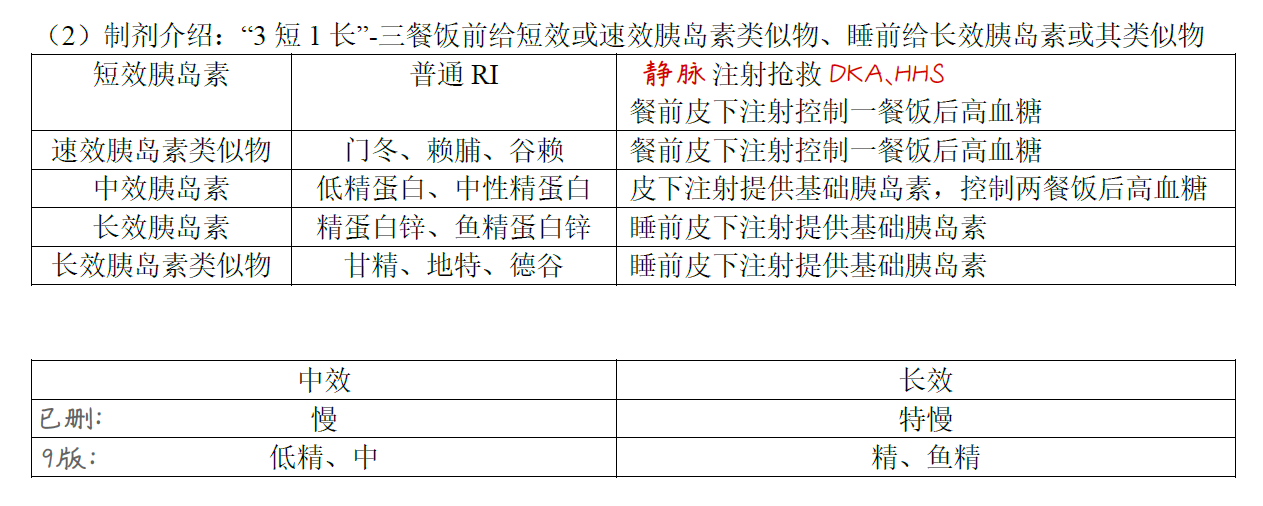 （2）制剂介绍：“3 短 1 长”-三餐饭前给短效或速效胰岛素类似物、睡前给长效胰岛素或其类似物
短效胰岛素 普通 RI 静脉注射抢救 DKA、HHS
餐前皮下注射控制一餐饭后高血糖
速效胰岛素类似物 门冬、赖脯、谷赖 餐前皮下注射控制一餐饭后高血糖
中效胰岛素 低精蛋白、中性精蛋白 皮下注射提供基础胰岛素，控制两餐饭后高血糖
长效胰岛素 精蛋白锌、鱼精蛋白锌 睡前皮下注射提供基础胰岛素
长效胰岛素类似物 甘精、地特、德谷 睡前皮下注射提供基础胰岛素
中效 长效
已删： 慢 特慢
9版： 低精、中 精、鱼精